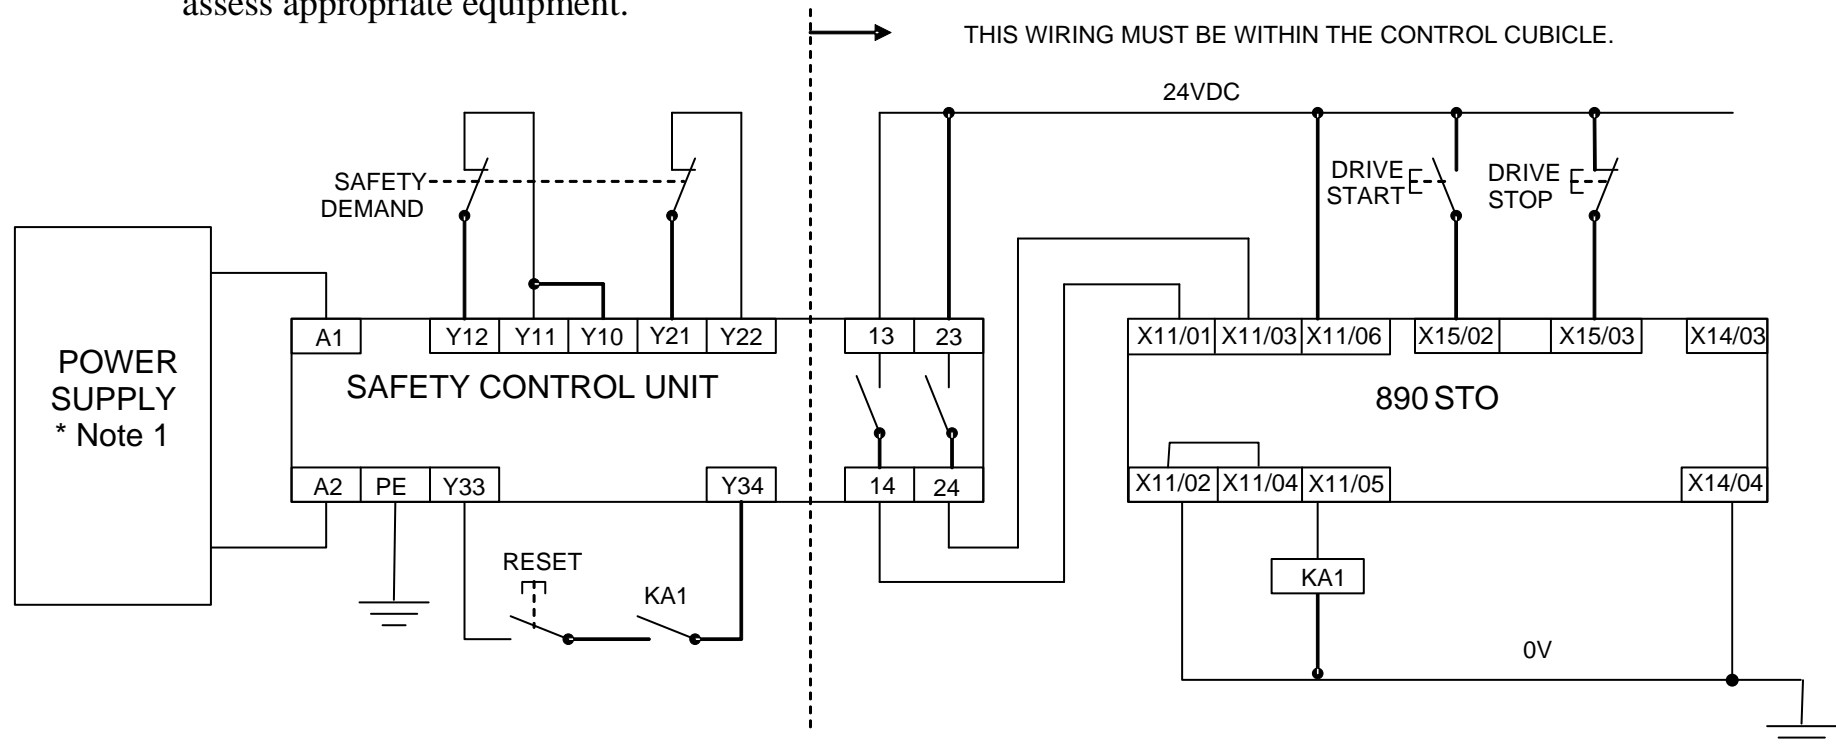 assess appropriate equipment.
THIS WIRING MUST BE WITHIN THE CONTROL CUBICLE.
24VDC
SAFETY
DEMAND
DRIVE
START
DRIVE
STOP
POWER
SUPPLY
* Note 1
A1
Y12
Y11
Y10
Y21
Y22
13
23
SAFETY CONTROL UNIT
A2
PE
Y33
Y34
14
24
RESET
KA1
X11/01
X11/03
X11/06
X15/02
X15/03
X14/03
890 STO
X11/02
X11/04
X11/05
X14/04
KA1
0V